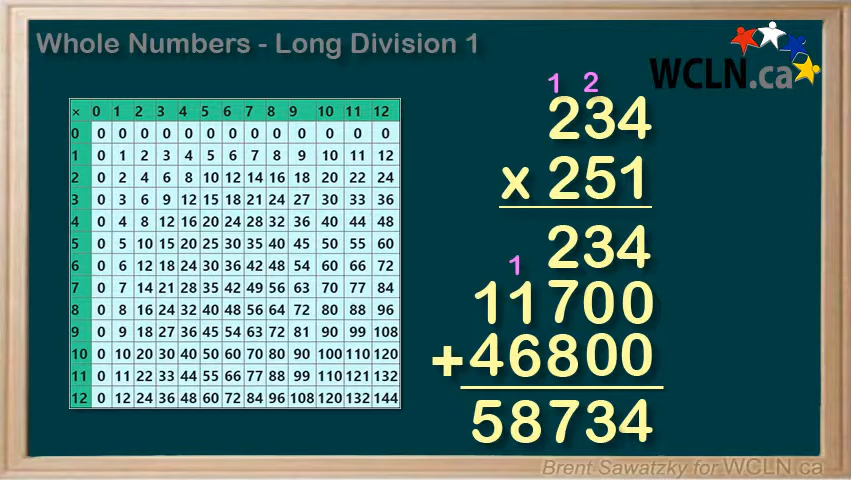 Whole Numbers - Long Division 1
WCLN.ca
× 0 1 2 3 4 5 6 7 8 9 10 11 12
0 0 0 0 0 0 0 0 0 0 0 0 0 0
1 0 1 2 3 4 5 6 7 8 9 10 11 12
2 0 2 4 6 8 10 12 14 16 18 20 22 24
3 0 3 6 9 12 15 18 21 24 27 30 33 36
4 0 4 8 12 16 20 24 28 32 36 40 44 48
5 0 5 10 15 20 25 30 35 40 45 50 55 60
6 0 6 12 18 24 30 36 42 48 54 60 66 72
7 0 7 14 21 28 35 42 49 56 63 70 77 84
8 0 8 16 24 32 40 48 56 64 72 80 88 96
9 0 9 18 27 36 45 54 63 72 81 90 99 108
10 0 10 20 30 40 50 60 70 80 90 100 110 120
11 0 11 22 33 44 55 66 77 88 99 110 121 132
12 0 12 24 36 48 60 72 84 96 108 120 132 144
1 2
234
x 251
234
1
11700
+46800
58734
Brent Sawatzky for WCLN.ca